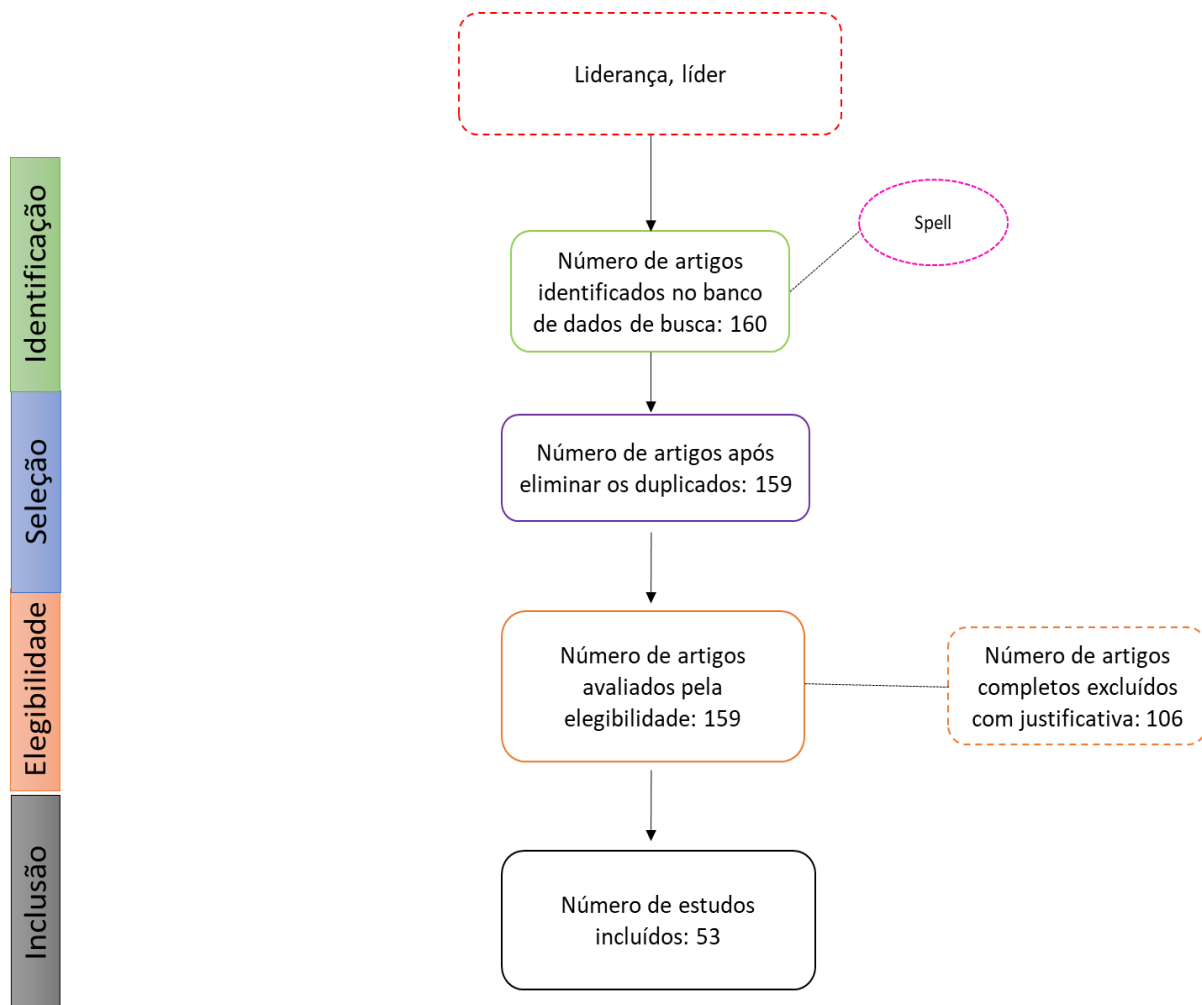 Liderança, líder
Identificação
Número de artigos
identificados no banco
de dados de busca: 160
Spell
Seleção
Número de artigos após
eliminar os duplicados: 159
Elegibilidade
Número de artigos
avaliados pela
elegibilidade: 159
Número de artigos
completos excluídos
com justificativa: 106
Inclusão
Número de estudos
incluídos: 53